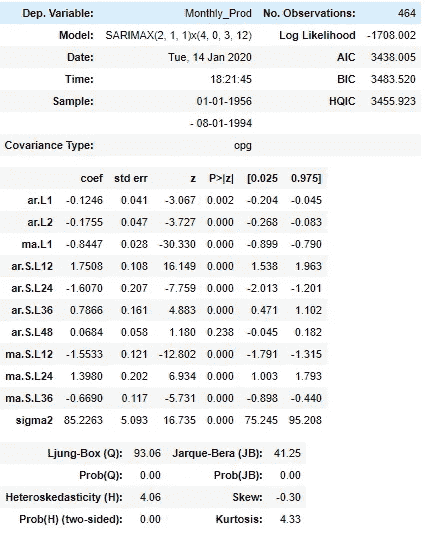 Dep. Variable: Monthly_Prod No. Observations: 464
Model: SARIMAX(2, 1, 1)x(4, 0, 3, 12) Log Likelihood -1708.002
Date: Tue, 14 Jan 2020 AIC 3438.005
Time: 18:21:45 BIC 3483.520
Sample: 01-01-1956 HQIC 3455.923
- 08-01-1994
Covariance Type: opg
coef std err z P>|z| [0.025 0.975]
ar.L1 -0.1246 0.041 -3.067 0.002 -0.204 -0.045
ar.L2 -0.1755 0.047 -3.727 0.000 -0.268 -0.083
ma.L1 -0.8447 0.028 -30.330 0.000 -0.899 -0.790
ar.S.L12 1.7508 0.108 16.149 0.000 1.538 1.963
ar.S.L24 -1.6070 0.207 -7.759 0.000 -2.013 -1.201
ar.S.L36 0.7866 0.161 4.883 0.000 0.471 1.102
ar.S.L48 0.0684 0.058 1.180 0.238 -0.045 0.182
ma.S.L12 -1.5533 0.121 -12.802 0.000 -1.791 -1.315
ma.S.L24 1.3980 0.202 6.934 0.000 1.003 1.793
ma.S.L36 -0.6690 0.117 -5.731 0.000 -0.898 -0.440
sigma2 85.2263 5.093 16.735 0.000 75.245 95.208
Ljung-Box (Q): 93.06 Jarque-Bera (JB): 41.25
Prob(Q): 0.00 Prob(JB): 0.00
Heteroskedasticity (H): 4.06 Skew: -0.30
Prob(H) (two-sided): 0.00 Kurtosis: 4.33